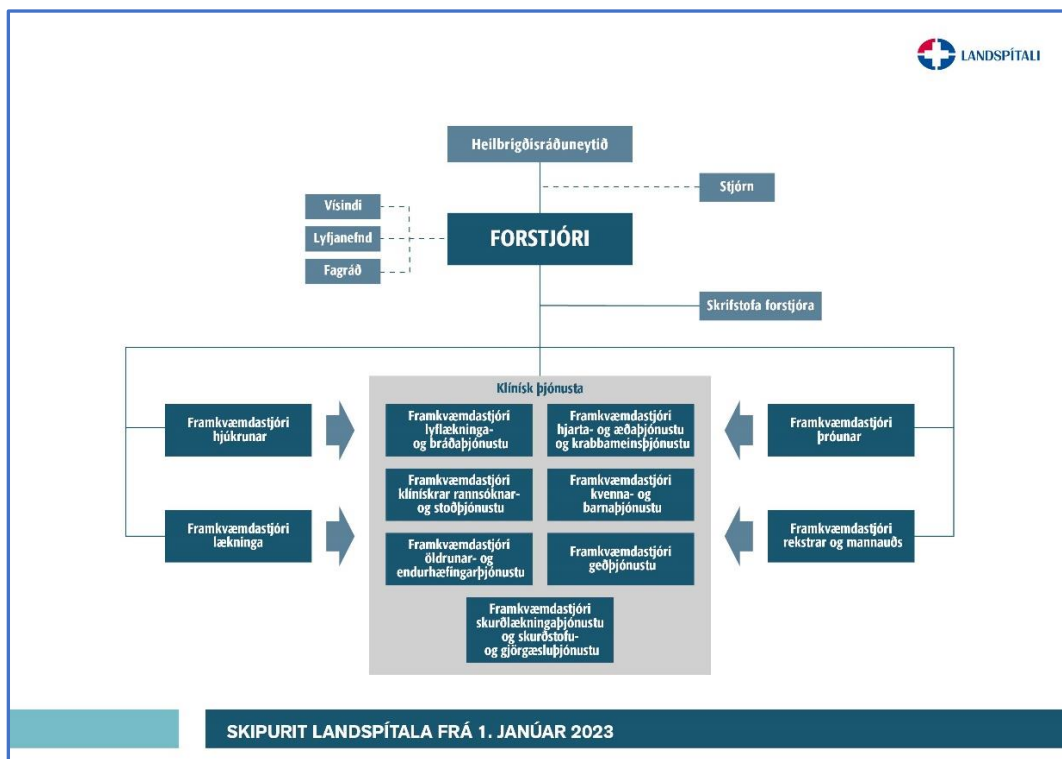 LANDSPÍTALI
Heilbrigðisráðuneytið
Stjórn
Vísindi
Lyfjanefnd
Fagráð
FORSTJÓRI
Skrifstofa forstjóra
Klínísk þjónusta
Framkvæmdastjóri
hjúkrunar
Framkvæmdastjóri
lyflækninga-
og bráðaþjónustu
Framkvæmdastjóri
hjarta- og æðaþjónustu
og krabbameinsþjónustu
Framkvæmdastjóri
þróunar
Framkvæmdastjóri
klínískrar rannsóknar-
og stoðþjónustu
Framkvæmdastjóri
kvenna- og
barnaþjónustu
Framkvæmdastjóri
lækninga
Framkvæmdastjóri
öldrunar- og
endurhæfingarþjónustu
Framkvæmdastjóri
geðþjónustu
Framkvæmdastjóri
rekstrar og mannauðs
Framkvæmdastjóri
skurðlækningaþjónustu
og skurðstofu-
og gjörgæsluþjónustu
SKIPURIT LANDSPÍTALA FRÁ 1. JANÚAR 2023